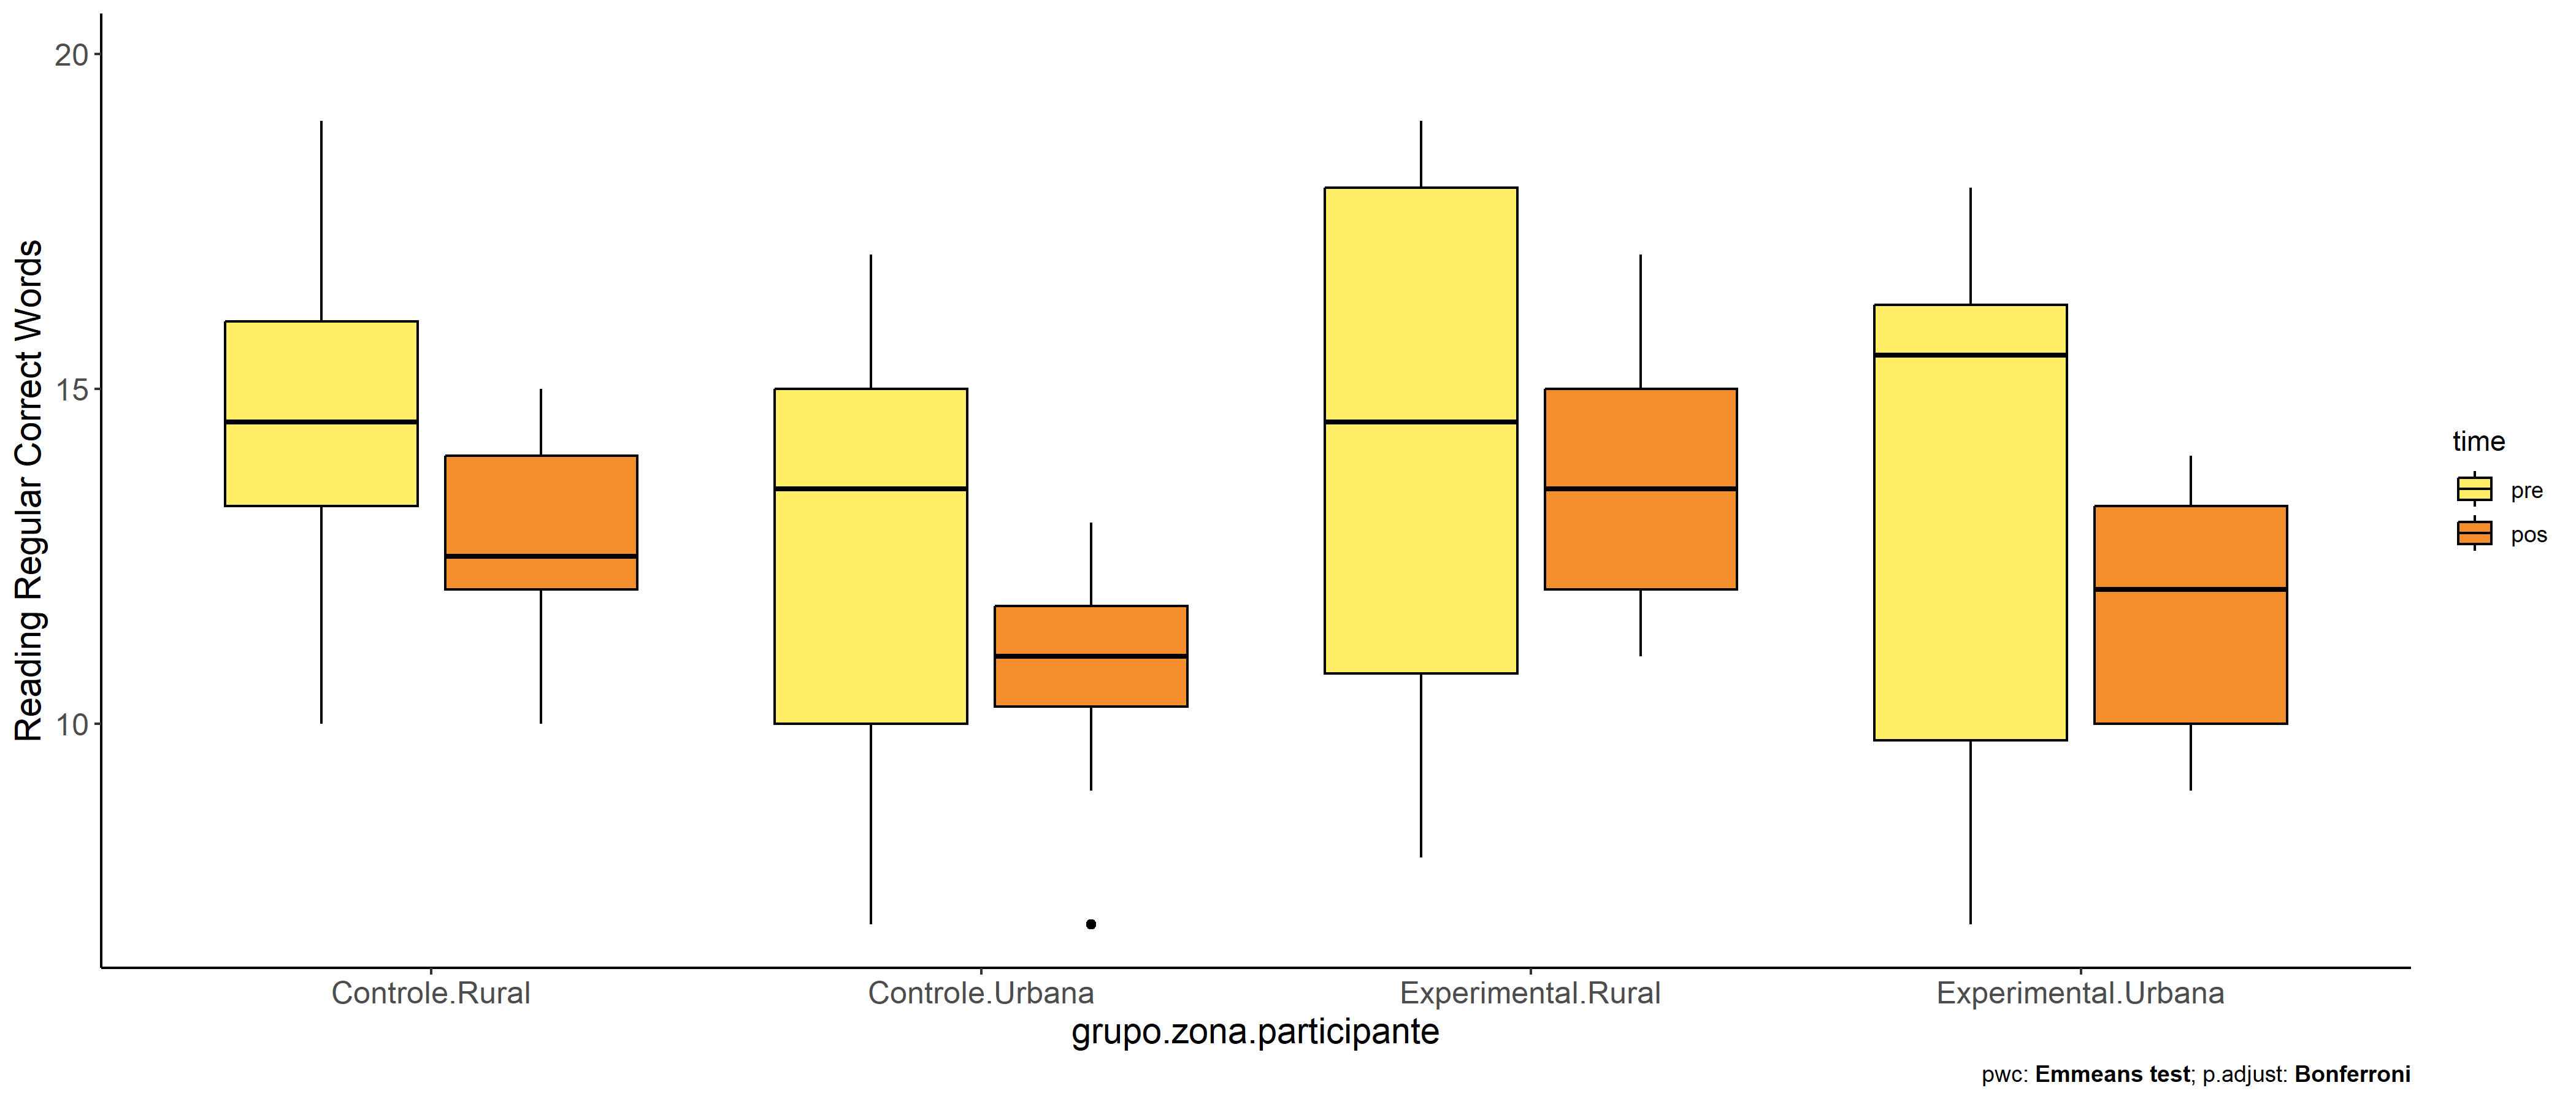 20
15
10
Reading Regular Correct Words
Controle.Rural
Controle.Urbana
Experimental.Rural
Experimental.Urbana
grupo.zona.participante
time
pre
pos
pwc: Emmeans test; p.adjust: Bonferroni